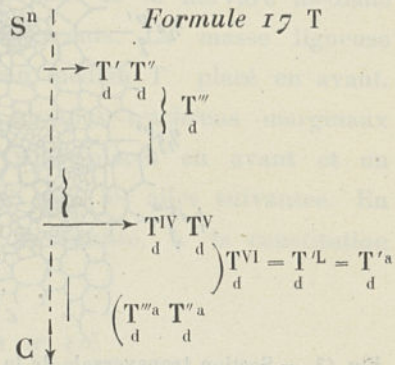 Formule 17 T
Sⁿ
T′ T″
d d
T‴
d
Tᴵⱽ Tⱽ
d d
Tⱽᴵ = T′ᴸ = T′ᵃ
d d d
T‴ᵃ T″ᵃ
d d
C